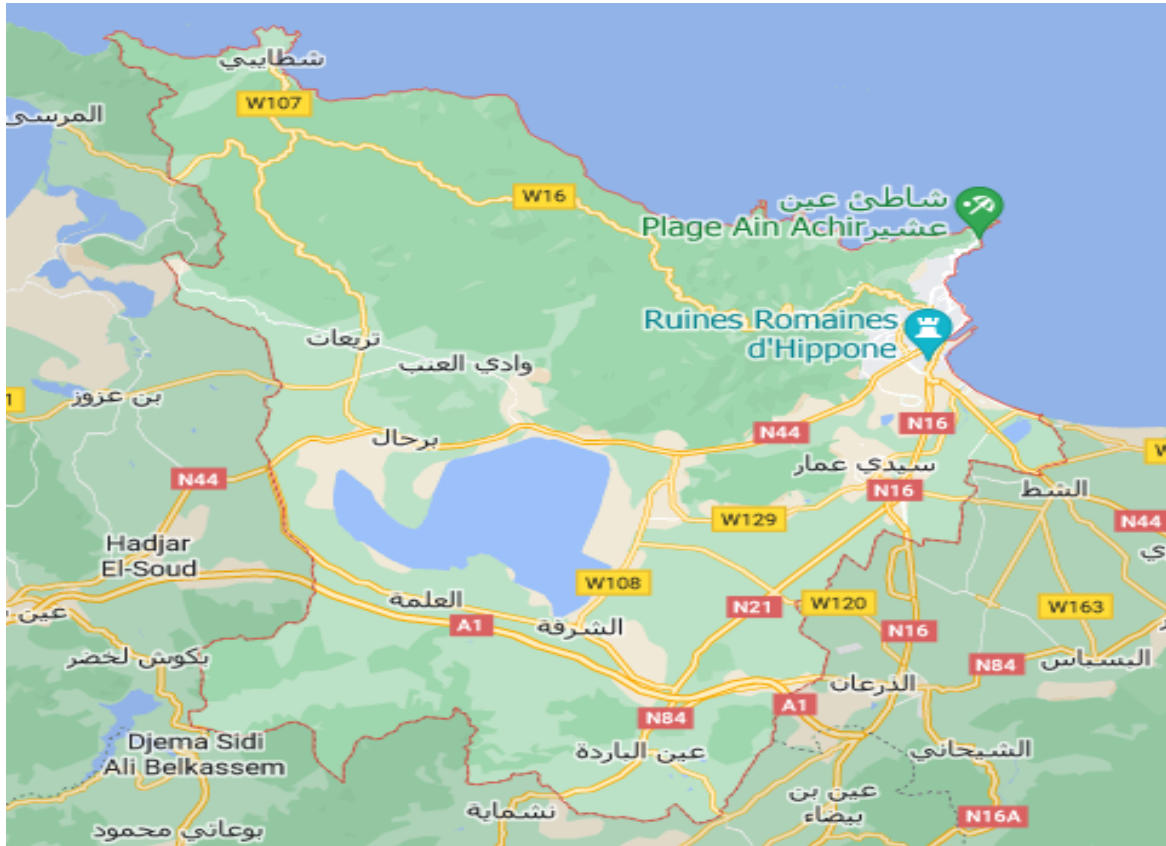 شطايبي
W107
المرسى
W16
شاطئ عين
Plage Ain Achirعشير
Ruines Romaines
d'Hippone
تريعات
وادي العنب
بن عزوز
1
برحال
N44
N16
N44
سيدي عمار
الشط
N16
W129
N44
Hadjar
El-Soud
W108
العلمة
A1
الشرفة
N21
W120
W163
N16
عين
بكوش لخضر
N84
البسباس
الذرعان
A1
N84
Djema Sidi
Ali Belkassem
عين الباردة
الشيحاني
نشماية
عين بن
بيضاء
N16A
بوعاتي محمود